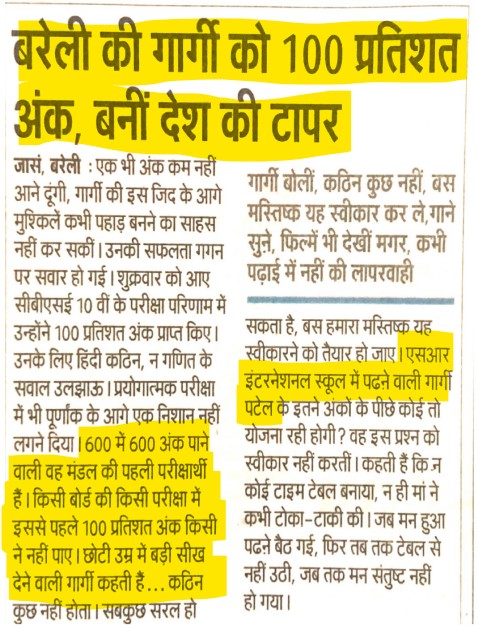 बरेली की गार्गी को 100 प्रतिशत
अंक, बनीं देश की टापर
जासं, बरेली : एक भी अंक कम नहीं
आने दूंगी, गार्गी की इस जिद के आगे
मुश्किलें कभी पहाड़ बनने का साहस
नहीं कर सकीं। उनकी सफलता गगन
पर सवार हो गई। शुक्रवार को आए
सीबीएसई 10 वीं के परीक्षा परिणाम में
उन्होंने 100 प्रतिशत अंक प्राप्त किए।
उनके लिए हिंदी कठिन, न गणित के
सवाल उलझाऊ। प्रयोगात्मक परीक्षा
में भी पूर्णांक के आगे एक निशान नहीं
लगने दिया। 600 में 600 अंक पाने
वाली वह मंडल की पहली परीक्षार्थी
हैं। किसी बोर्ड की किसी परीक्षा में
इससे पहले 100 प्रतिशत अंक किसी
ने नहीं पाए। छोटी उम्र में बड़ी सीख
देने वाली गार्गी कहती हैं... कठिन
कुछ नहीं होता। सबकुछ सरल हो
गार्गी बोलीं, कठिन कुछ नहीं, बस
मस्तिष्क यह स्वीकार कर ले,गाने
सुने, फिल्में भी देखीं मगर, कभी
पढ़ाई में नहीं की लापरवाही
सकता है, बस हमारा मस्तिष्क यह
स्वीकारने को तैयार हो जाए। एसआर
इंटरनेशनल स्कूल में पढने वाली गार्गी
पटेल के इतने अंकों के पीछे कोई तो
योजना रही होगी? वह इस प्रश्न को
स्वीकार नहीं करतीं। कहती हैं कि न
कोई टाइम टेबल बनाया, न ही मां ने
कभी टोका-टाकी की। जब मन हुआ
पढने बैठ गई, फिर तब तक टेबल से
नहीं उठी, जब तक मन संतुष्ट नहीं
हो गया।